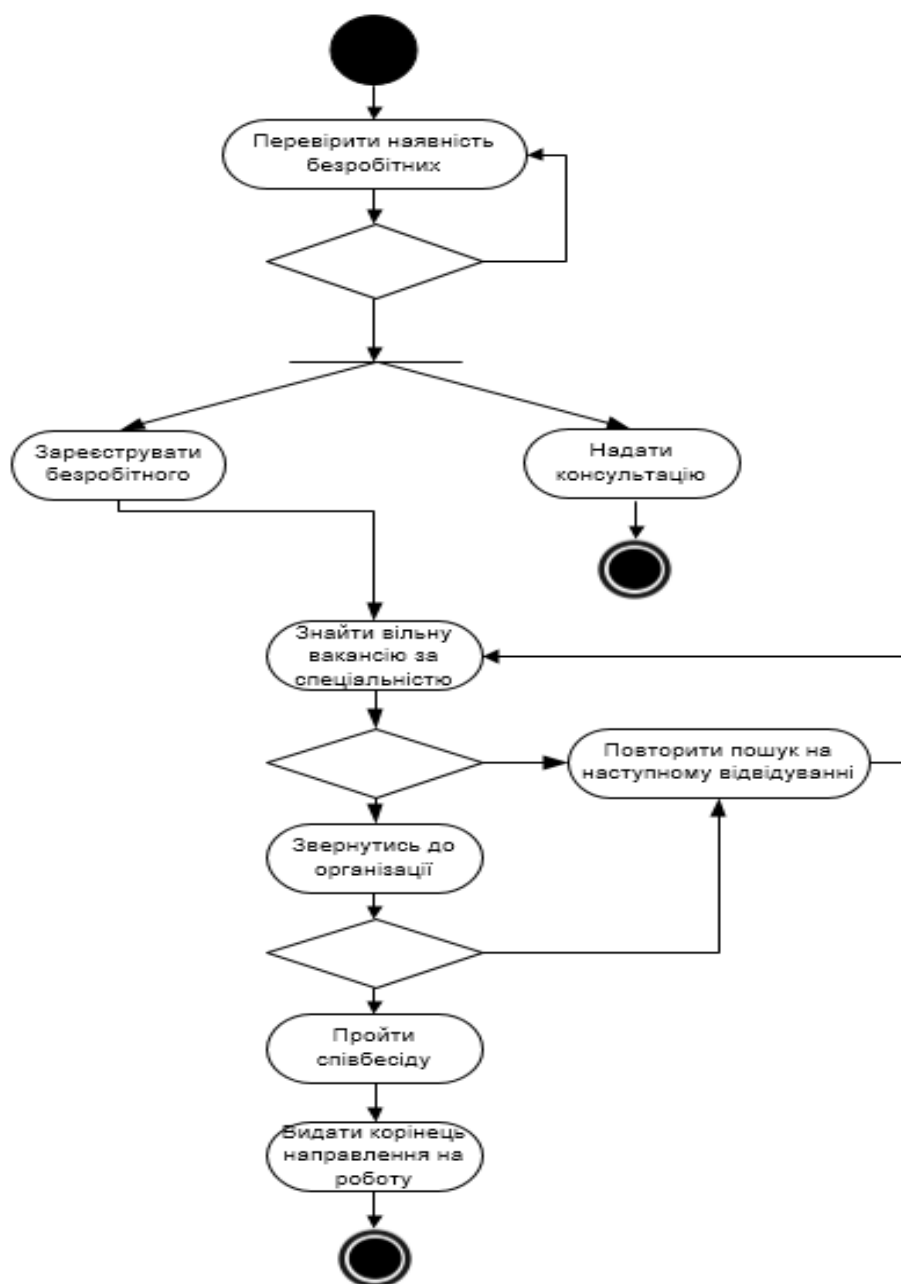 Перевірити наявність
безробітних
Зареєструвати
безробітного
Надати
консультацію
Знайти вільну
вакансію за
спеціальністю
Повторити пошук на
наступному відвідуванні
Звернутись до
організації
Пройти
співбесіду
Видати корінець
направлення на
роботу